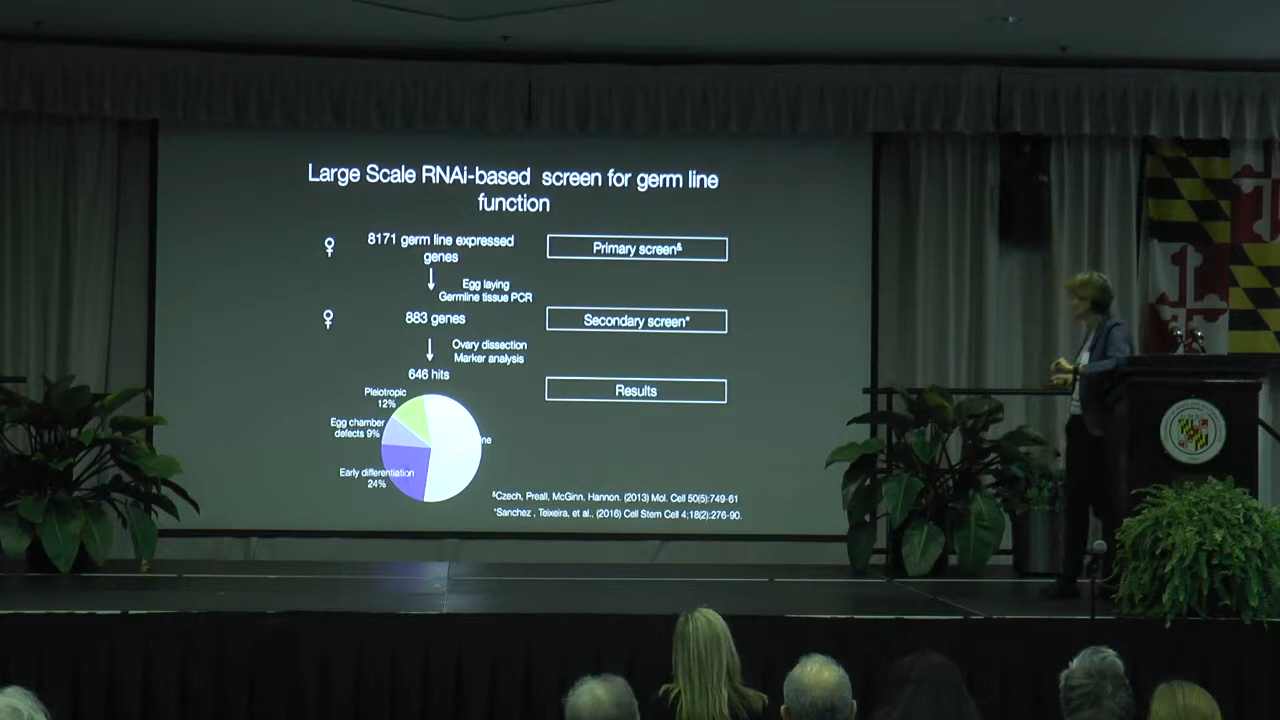 Large Scale RNAi-based screen for germ line
function
♀ 8171 germ line expressed
genes
Primary screen&
Egg laying
Germline tissue PCR
♀ 883 genes
Secondary screen*
Ovary dissection
Marker analysis
646 hits
Results
Pleiotropic
12%
Egg chamber
defects 9%
ne
Early differentiation
24%
&Czech, Preall, McGinn, Hannon. (2013) Mol. Cell 50(5):749-61
*Sanchez , Teixeira, et al., (2016) Cell Stem Cell 4;18(2):276-90.